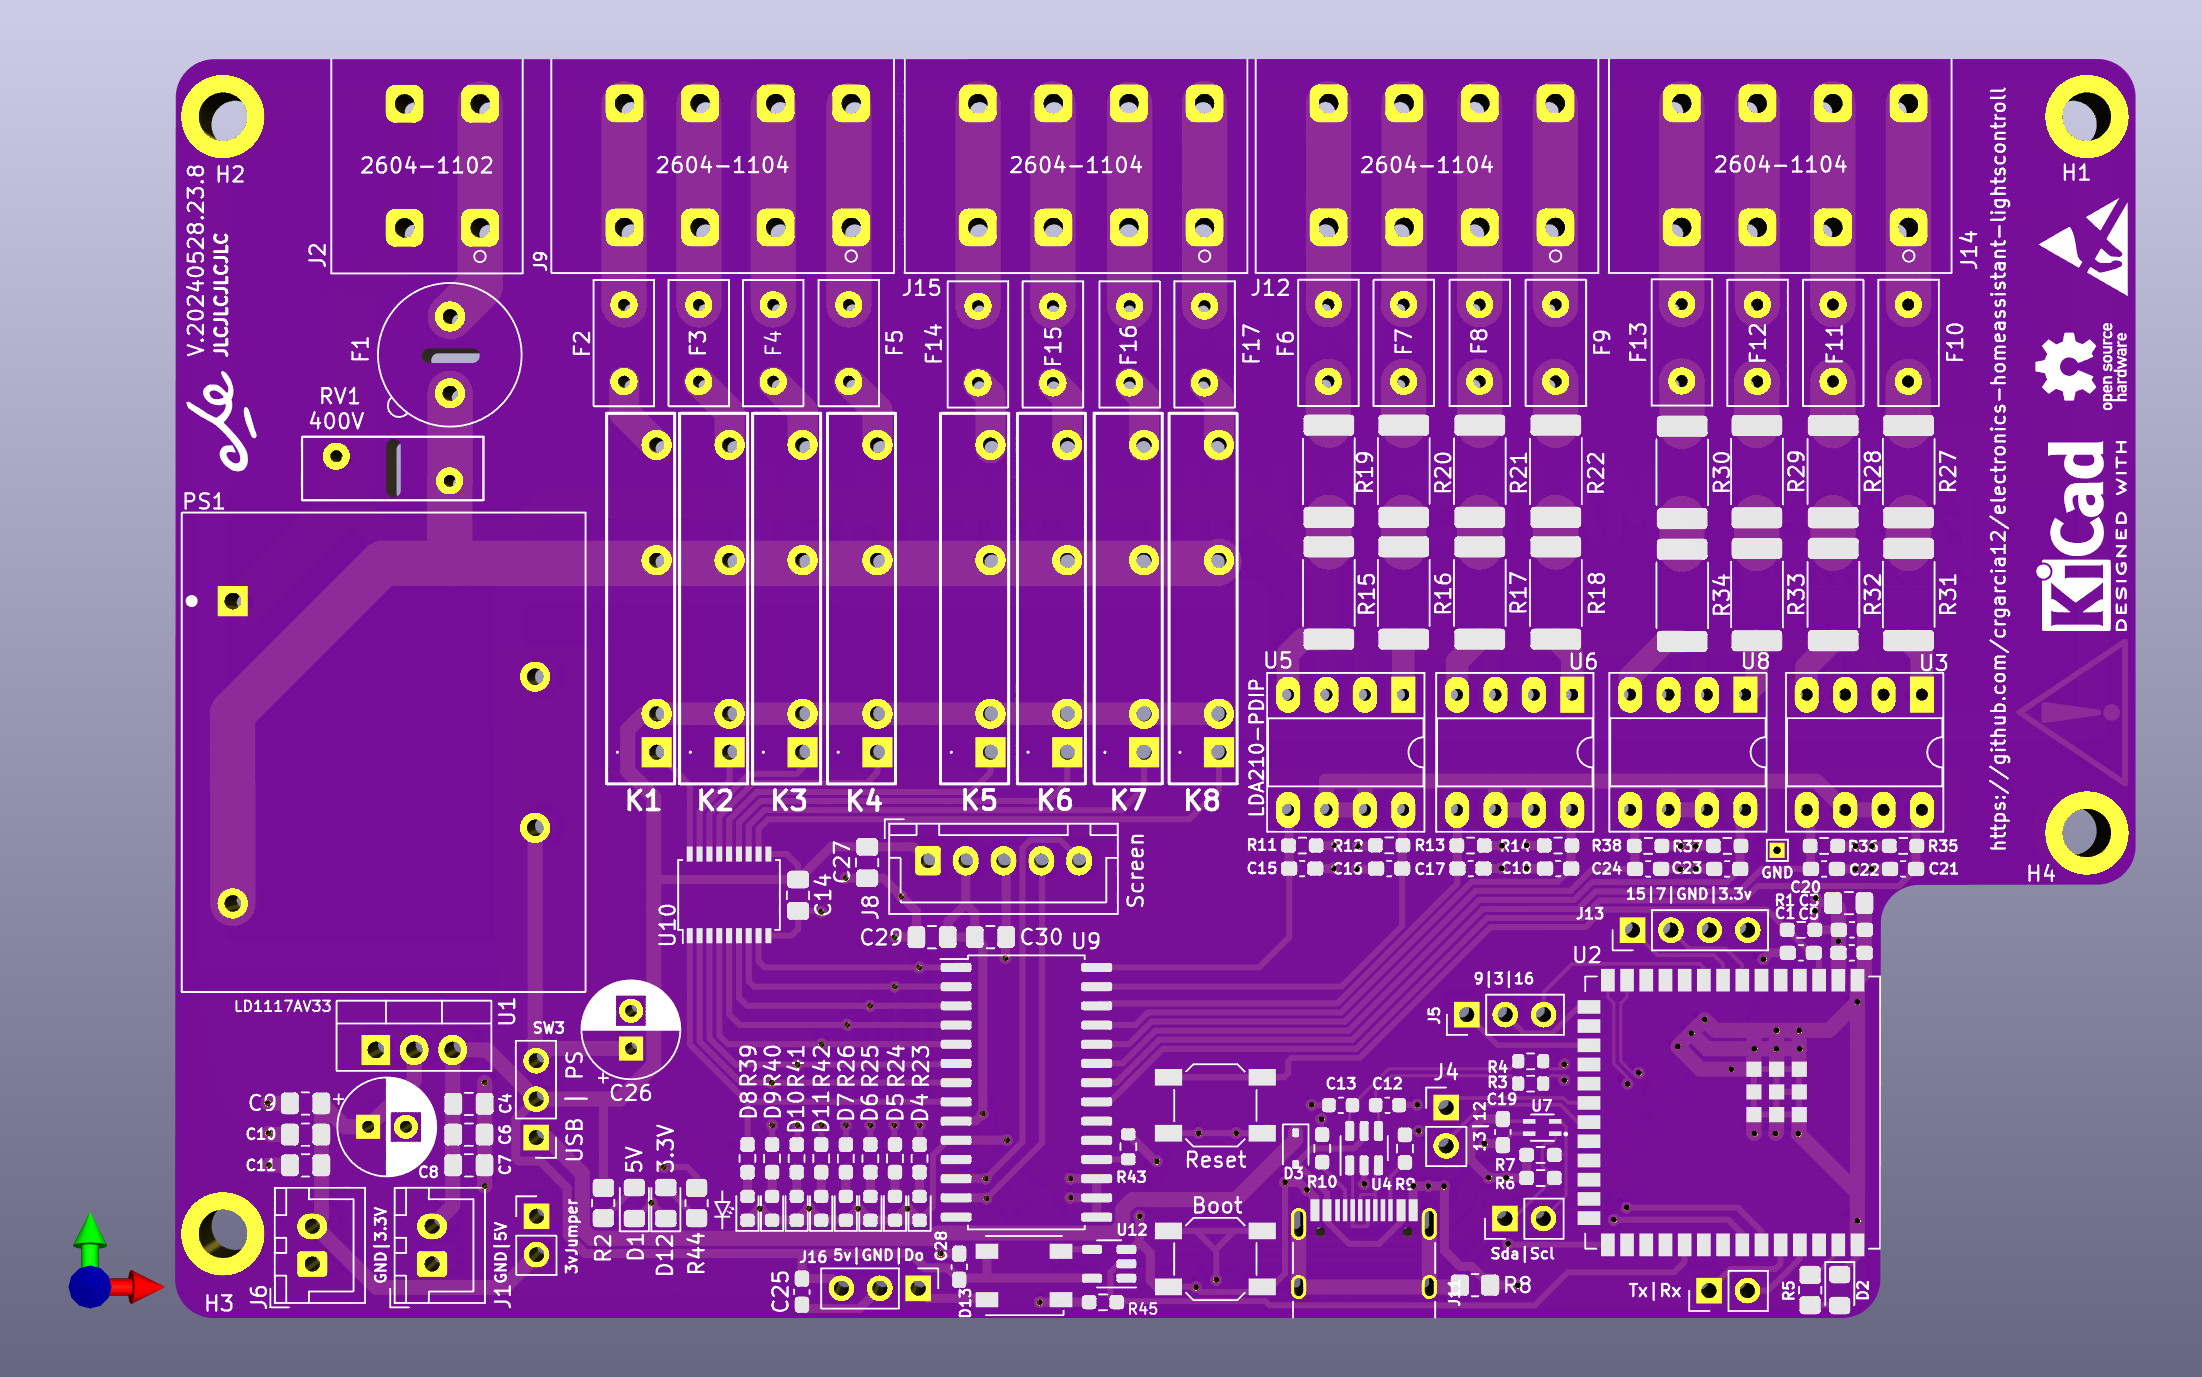 2604-1102
2604-1104
2604-1104
2604-1104
2604-1104
H2
H1
V.20240528.23.8
JLCJLCJLCJLC
J2
J9
J15
J12
J14
F1
F2
F3
F4
F5
F14
F15
F16
F17
F6
F7
F8
F9
F13
F12
F11
F10
RV1
400V
PS1
open source
hardware
KiCad
DESIGNED WITH
https://github.com/crgarcia12/electronics-homeassistant-lightscontroll
R19
R20
R21
R22
R30
R29
R28
R27
R15
R16
R17
R18
R34
R33
R32
R31
U5
U6
U8
U3
LDA210-PDIP
K1
K2
K3
K4
K5
K6
K7
K8
R11
R12
R13
R14
R38
R37
R36
R35
C15
C16
C17
C18
C24
C23
GND
C22
C21
H4
C27
C14
J8
Screen
U10
C29
C30
U9
15|7|GND|3.3v
J13
C20
R1
C1
U2
9|3|16
J5
LD1117AV33
U1
SW3
PS
|
USB
C26
+
C9
+
C10
C11
C4
C6
C7
C8
D8 R39
D9 R40
D10 R41
D11 R42
D7 R26
D6 R25
D5 R24
D4 R23
R43
Reset
Boot
C13
C12
J4
13|12
R4
R3
C19
U7
R7
R6
D3
R10
U4
R9
Sda|Scl
5V
3.3V
R2
D1
D12
R44
GND|3.3V
GND|5V
3vJumper
H3
J6
J1
J16
5v|GND|Do
C25
C28
D13
U12
R45
J11
R8
Tx|Rx
R5
D2